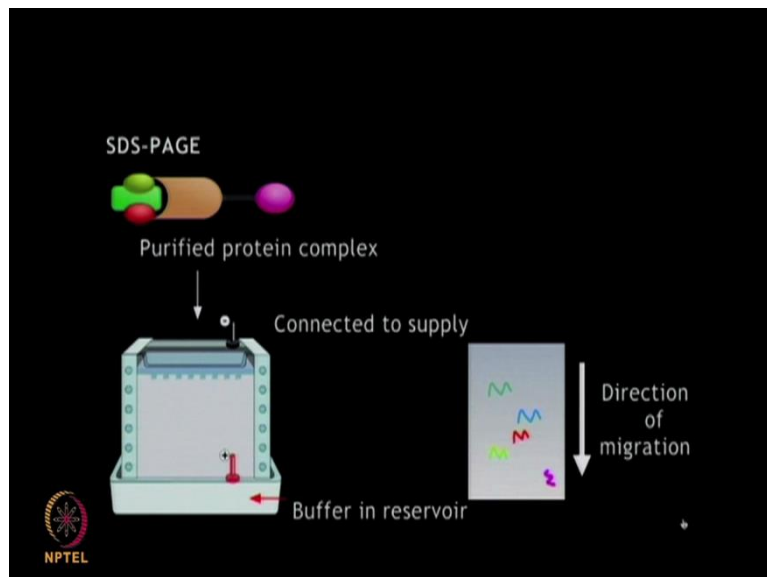 SDS-PAGE
Purified protein complex
Connected to supply
Direction
of
migration
Buffer in reservoir
NPTEL